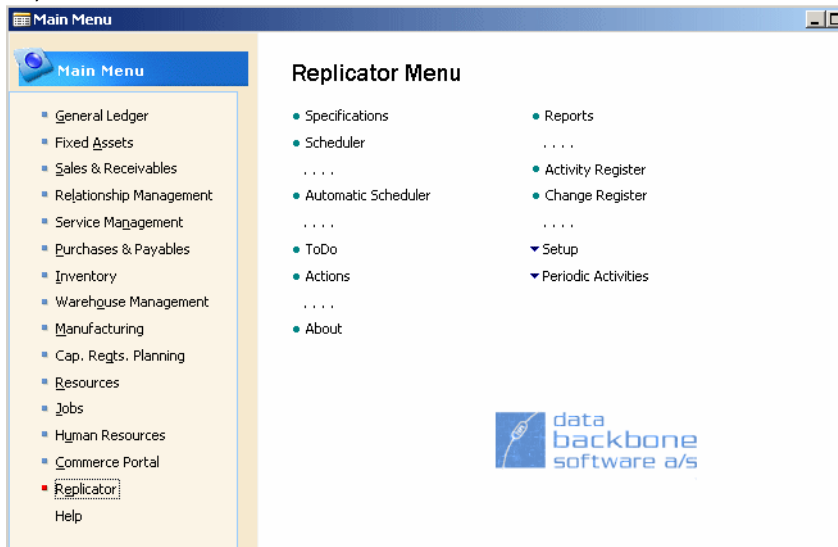 Main Menu
Main Menu
General Ledger
Fixed Assets
Sales & Receivables
Relationship Management
Service Management
Purchases & Payables
Inventory
Warehouse Management
Manufacturing
Cap. Reqts. Planning
Resources
Jobs
Human Resources
Commerce Portal
Replicator
Help
Replicator Menu
Specifications
Scheduler
. . . .
Automatic Scheduler
. . . .
ToDo
Actions
. . . .
About
Reports
. . . .
Activity Register
Change Register
. . . .
Setup
Periodic Activities
data
backbone
software a/s